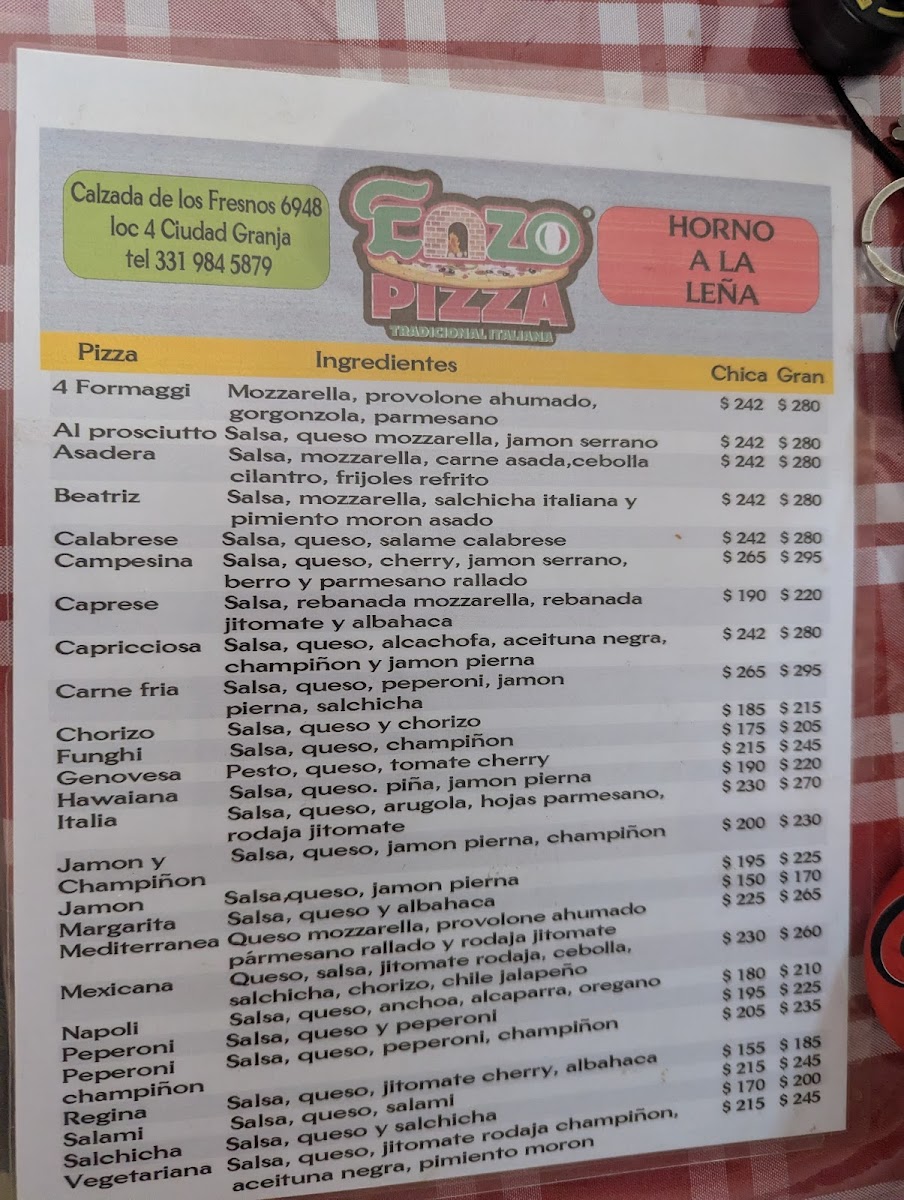 Calzada de los Fresnos 6948
loc 4 Ciudad Granja
tel 331 984 5879
ENZO
PIZZA
TRADICIONAL ITALIANA
HORNO
A LA
LEÑA
Pizza Ingredientes Chica Gran
4 Formaggi Mozzarella, provolone ahumado, $ 242 $ 280
gorgonzola, parmesano
Al prosciutto Salsa, queso mozzarella, jamon serrano $ 242 $ 280
Asadera Salsa, mozzarella, carne asada,cebolla $ 242 $ 280
cilantro, frijoles refrito
Beatriz Salsa, mozzarella, salchicha italiana y $ 242 $ 280
pimiento moron asado
Calabrese Salsa, queso, salame calabrese $ 242 $ 280
Campesina Salsa, queso, cherry, jamon serrano, $ 265 $ 295
berro y parmesano rallado
Caprese Salsa, rebanada mozzarella, rebanada $ 190 $ 220
jitomate y albahaca
Capricciosa Salsa, queso, alcachofa, aceituna negra, $ 242 $ 280
champiñon y jamon pierna
Carne fria Salsa, queso, peperoni, jamon $ 265 $ 295
pierna, salchicha
Chorizo Salsa, queso y chorizo $ 185 $ 215
Funghi Salsa, queso, champiñon $ 175 $ 205
Genovesa Pesto, queso, tomate cherry $ 215 $ 245
Hawaiana Salsa, queso. piña, jamon pierna $ 190 $ 220
Italia Salsa, queso, arugola, hojas parmesano, $ 230 $ 270
rodaja jitomate
Jamon y Salsa, queso, jamon pierna, champiñon $ 200 $ 230
Champiñon
Jamon Salsa,queso, jamon pierna $ 195 $ 225
Margarita Salsa, queso y albahaca $ 150 $ 170
Mediterranea Queso mozzarella, provolone ahumado $ 225 $ 265
pármesano rallado y rodaja jitomate
Mexicana Queso, salsa, jitomate rodaja, cebolla, $ 230 $ 260
salchicha, chorizo, chile jalapeño
Napoli Salsa, queso, anchoa, alcaparra, oregano $ 180 $ 210
Peperoni Salsa, queso y peperoni $ 195 $ 225
Peperoni Salsa, queso, peperoni, champiñon $ 205 $ 235
champiñon
Regina Salsa, queso, jitomate cherry, albahaca $ 155 $ 185
Salami Salsa, queso, salami $ 215 $ 245
Salchicha Salsa, queso y salchicha $ 170 $ 200
Vegetariana Salsa, queso, jitomate rodaja champiñon, $ 215 $ 245
aceituna negra, pimiento moron